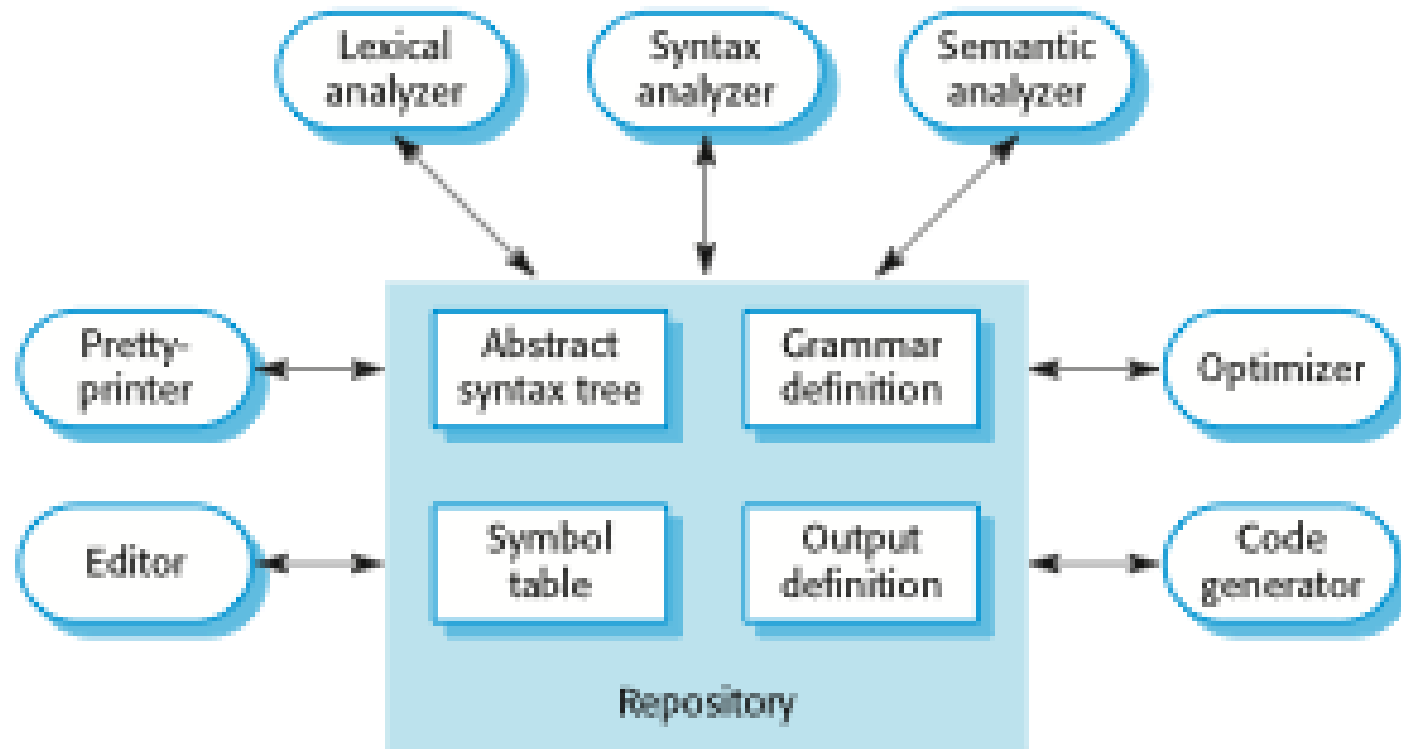 Lexical
analyzer
Syntax
analyzer
Semantic
analyzer
Pretty-
printer
Abstract
syntax tree
Grammar
definition
Optimizer
Editor
Symbol
table
Output
definition
Code
generator
Repository